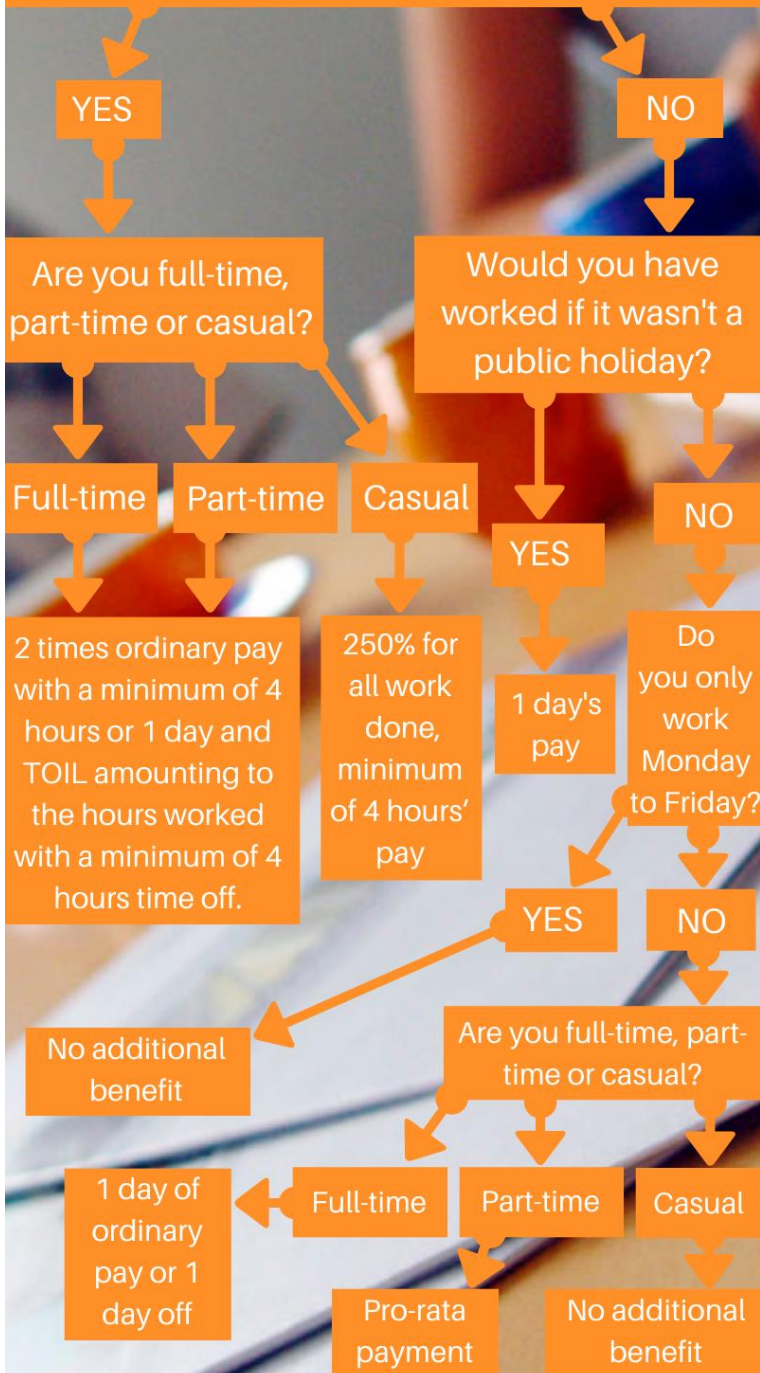 YES
NO
Are you full-time,
part-time or casual?
Would you have
worked if it wasn't a
public holiday?
Full-time
Part-time
Casual
YES
NO
2 times ordinary pay
with a minimum of 4
hours or 1 day and
TOIL amounting to
the hours worked
with a minimum of 4
hours time off.
250% for
all work
done,
minimum
of 4 hours’
pay
1 day's
pay
Do
you only
work
Monday
to Friday?
YES
NO
No additional
benefit
Are you full-time, part-
time or casual?
Full-time
Part-time
Casual
1 day of
ordinary
pay or 1
day off
Pro-rata
payment
No additional
benefit